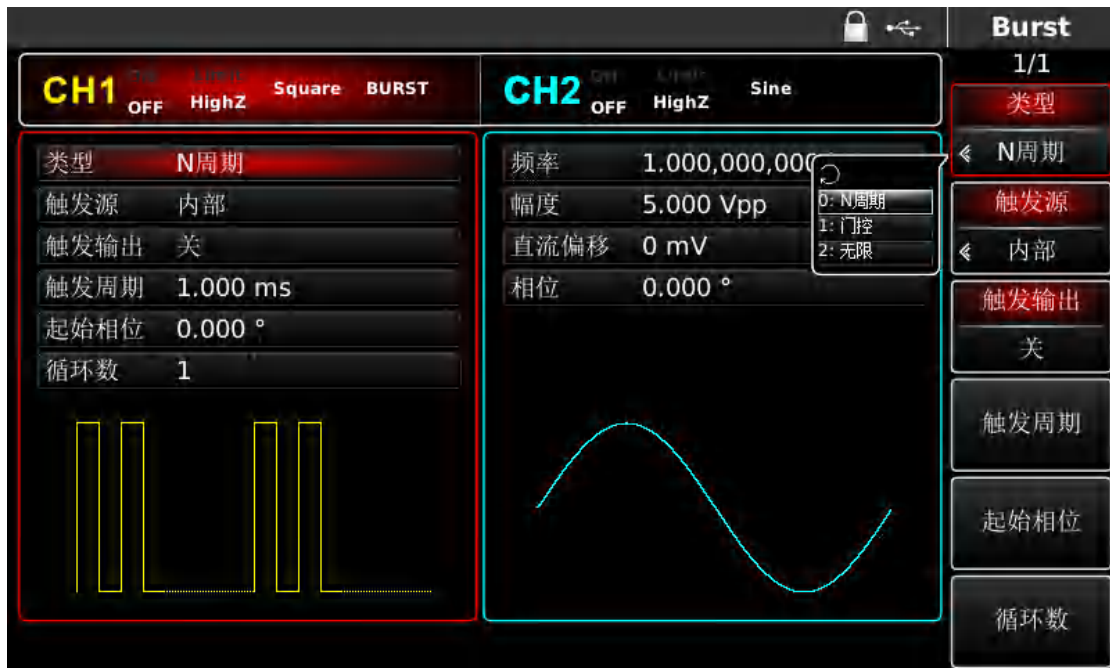 Burst
1/1
CH1 OFF HighZ Square BURST
CH2 OFF HighZ Sine
类型 N周期
触发源 内部
触发输出 关
触发周期 1.000 ms
起始相位 0.000 °
循环数 1
频率 1.000,000,000
幅度 5.000 Vpp
直流偏移 0 mV
相位 0.000 °
0: N周期
1: 门控
2: 无限
类型
N周期
触发源
内部
触发输出
关
触发周期
起始相位
循环数